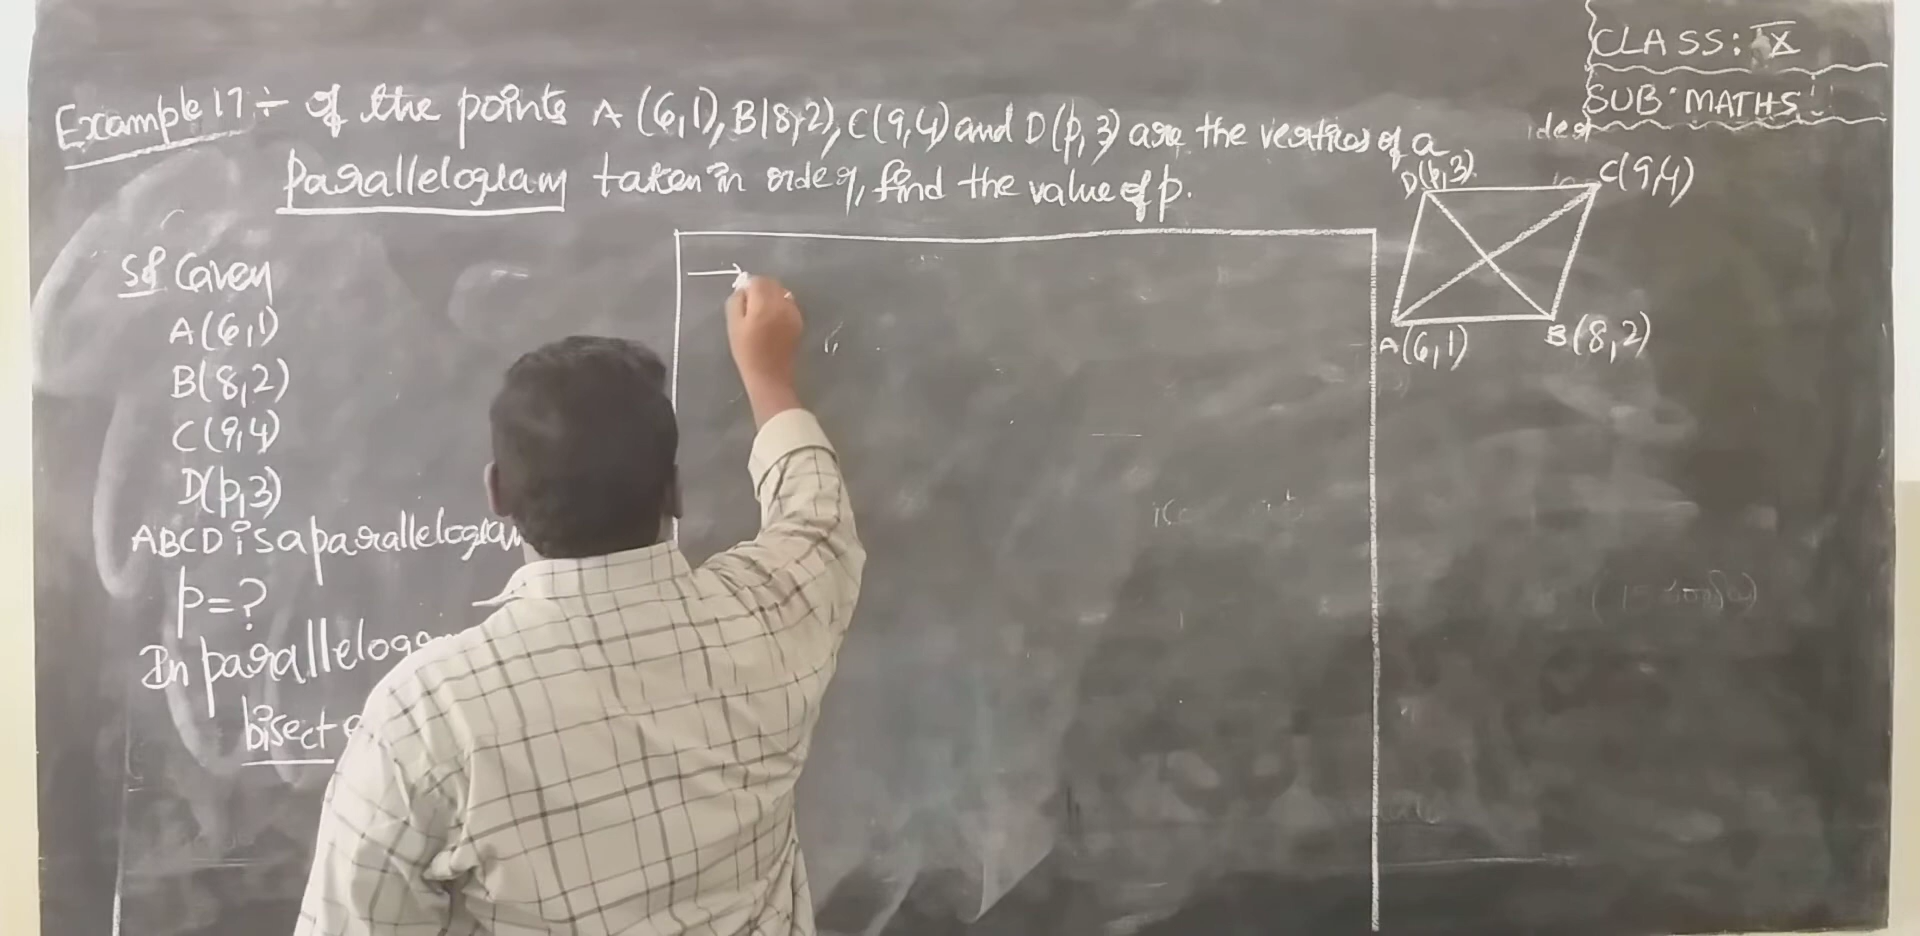 CLASS: IX
SUB: MATHS
Example 17 ÷ If the points A (6,1), B(8,2), C(9,4) and D(p,3) are the vertices of a
parallelogram taken in order, find the value of p.
D(p,3)
C(9,4)
A(6,1)
B(8,2)
Sol Given
A(6,1)
B(8,2)
C(9,4)
D(p,3)
ABCD is a parallelogram
p=?
In parallelog
bisect